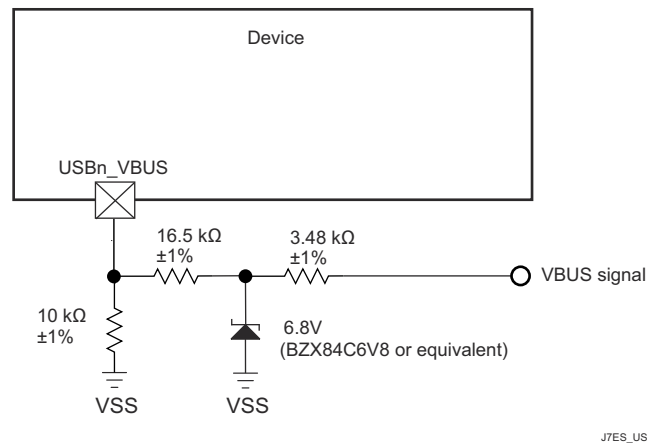 Device
USBn_VBUS
16.5 kΩ
±1%
3.48 kΩ
±1%
VBUS signal
10 kΩ
±1%
6.8V
(BZX84C6V8 or equivalent)
VSS
VSS
J7ES_US